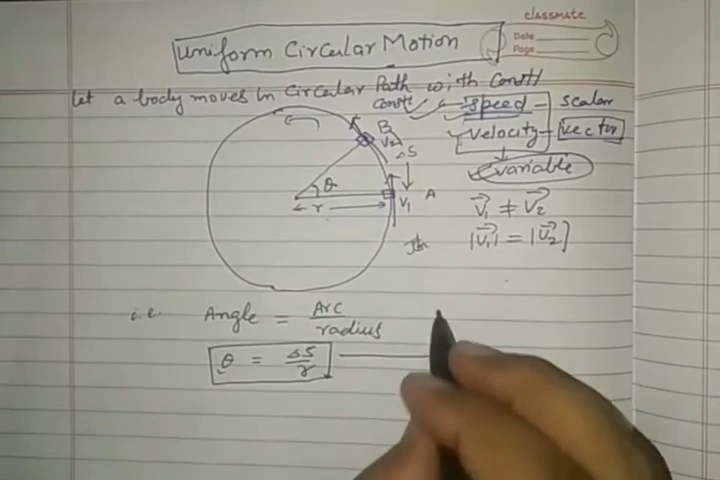 classmate
Date
Page
Uniform Circular Motion
Let a body moves in Circular Path with Const
Const speed - scalar
velocity - vector
variable
B
V2
ΔS
θ
r
V1
A
V⃗1 ≠ V⃗2
|V⃗1| = |V⃗2|]
i.e. Angle = Arc / radius
θ = ΔS / r